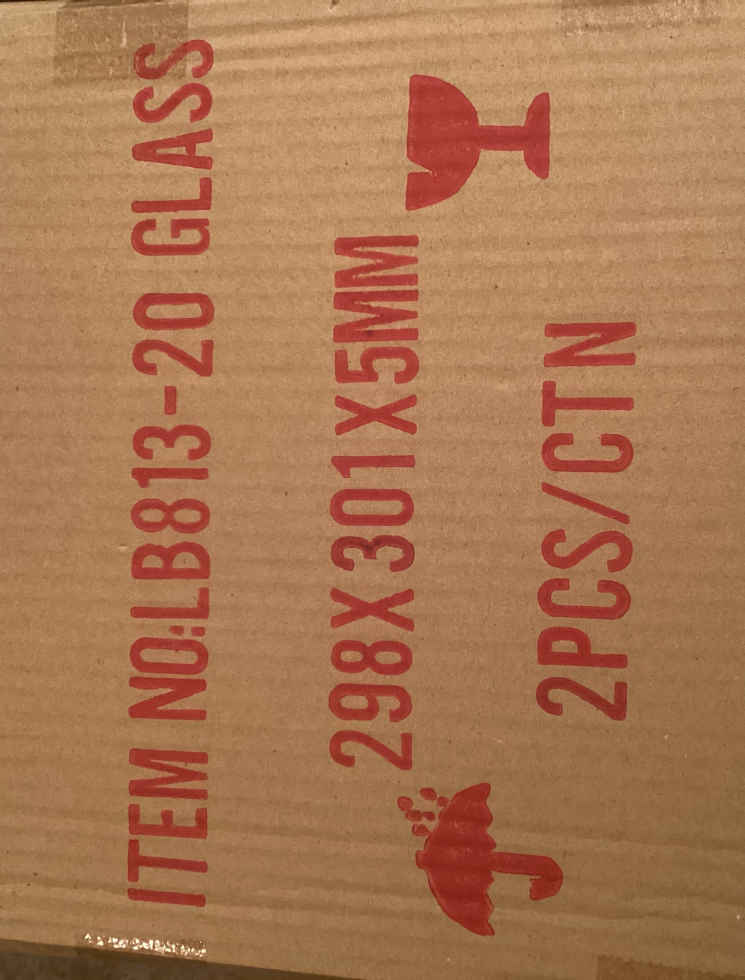 ITEM NO:LB813-20 GLASS
298X301X5MM
2PCS/CTN